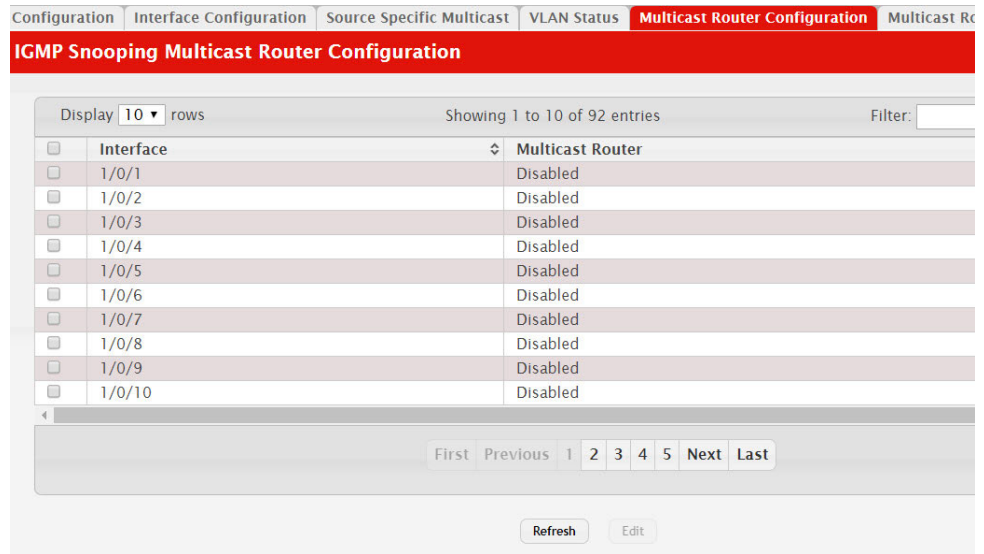 Configuration Interface Configuration Source Specific Multicast VLAN Status Multicast Router Configuration Multicast
IGMP Snooping Multicast Router Configuration
Display 10 rows Showing 1 to 10 of 92 entries Filter:
Interface Multicast Router
1/0/1 Disabled
1/0/2 Disabled
1/0/3 Disabled
1/0/4 Disabled
1/0/5 Disabled
1/0/6 Disabled
1/0/7 Disabled
1/0/8 Disabled
1/0/9 Disabled
1/0/10 Disabled
First Previous 1 2 3 4 5 Next Last
Refresh Edit